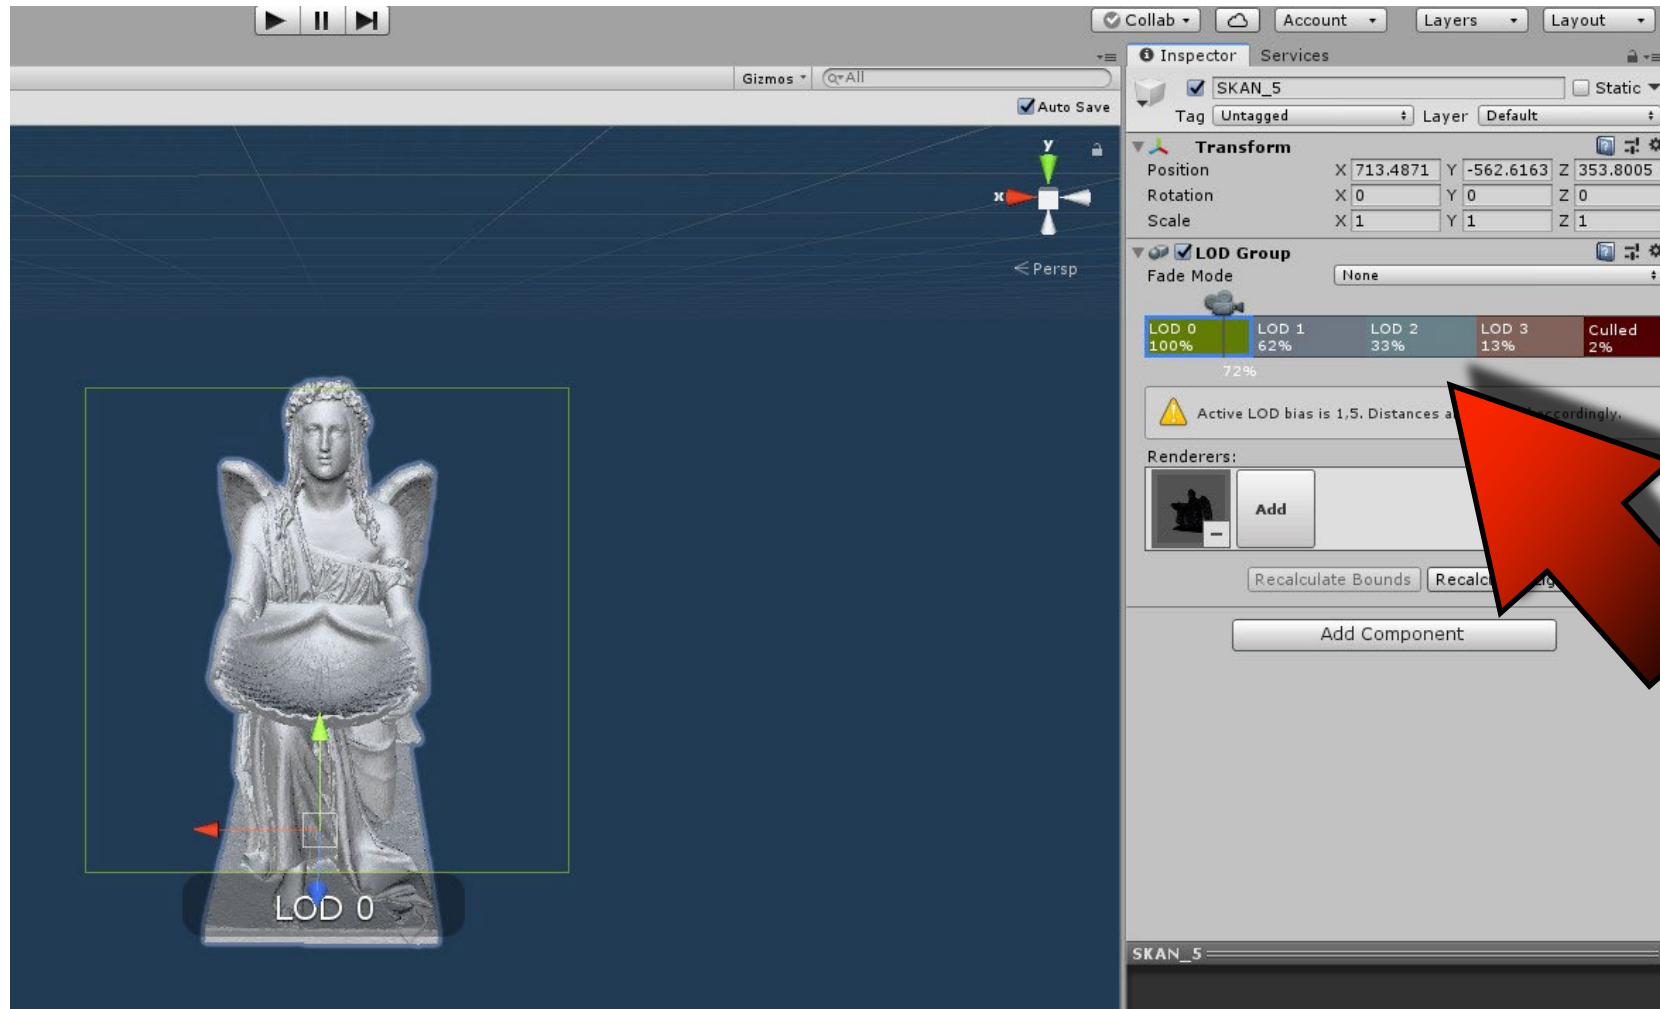 Collab Account Layers Layout
Inspector Services
Gizmos All
SKAN_5 Static
Auto Save
Tag Untagged Layer Default
y
Transform
Position X 713.4871 Y -562.6163 Z 353.8005
x
Rotation X 0 Y 0 Z 0
Scale X 1 Y 1 Z 1
LOD Group
Persp
Fade Mode None
LOD 0 LOD 1 LOD 2 LOD 3 Culled
100% 62% 33% 13% 2%
72%
Active LOD bias is 1,5. Distances accordingly.
Renderers:
Add
Recalculate Bounds
Add Component
LOD 0
SKAN_5